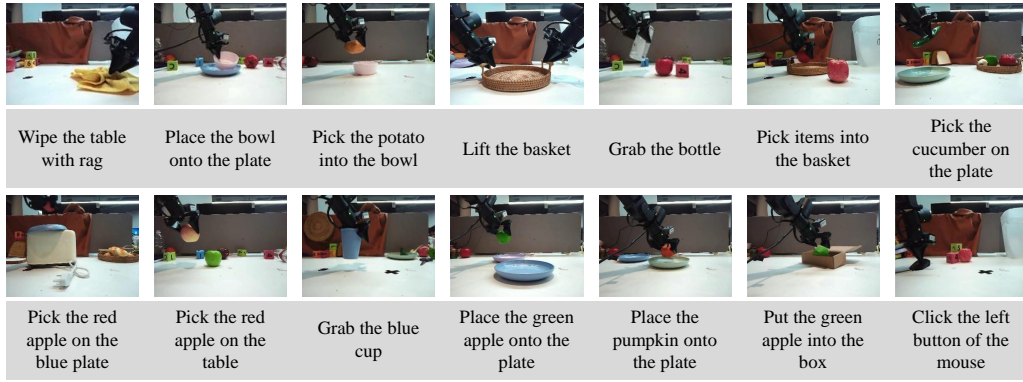 Wipe the table
with rag
Place the bowl
onto the plate
Pick the potato
into the bowl
Lift the basket
Grab the bottle
Pick items into
the basket
Pick the
cucumber on
the plate
Pick the red
apple on the
blue plate
Pick the red
apple on the
table
Grab the blue
cup
Place the green
apple onto the
plate
Place the
pumpkin onto
the plate
Put the green
apple into the
box
Click the left
button of the
mouse